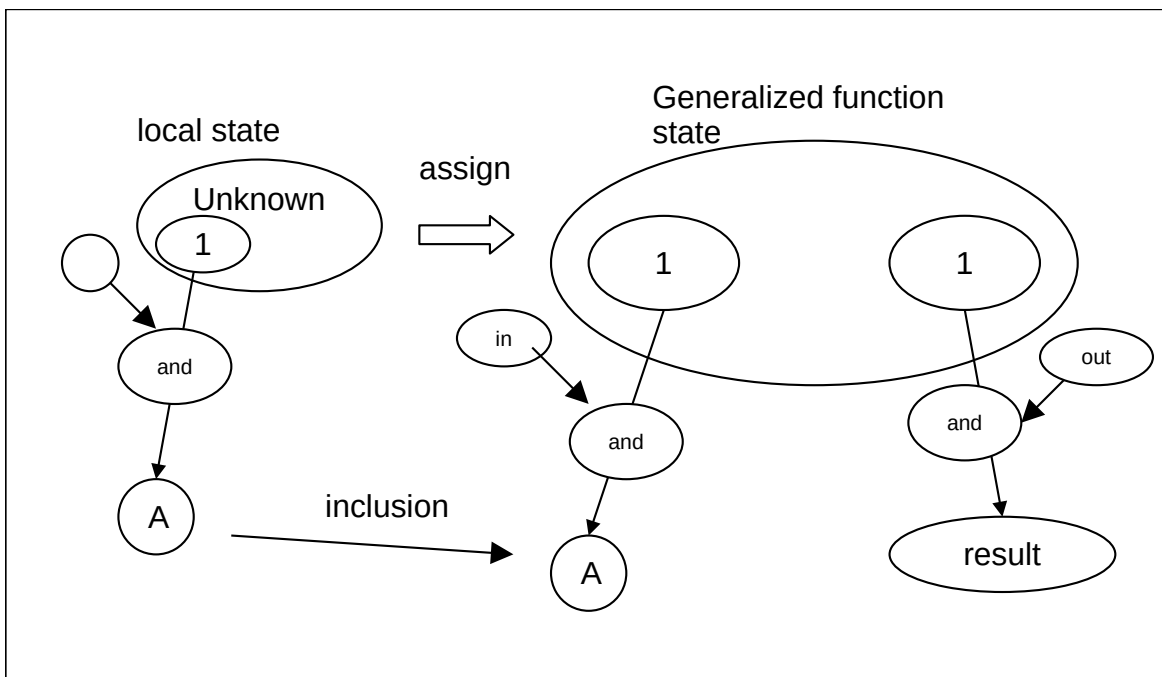 Generalized function
state
local state
assign
Unknown
1
1
1
in
out
and
and
and
A
inclusion
A
result